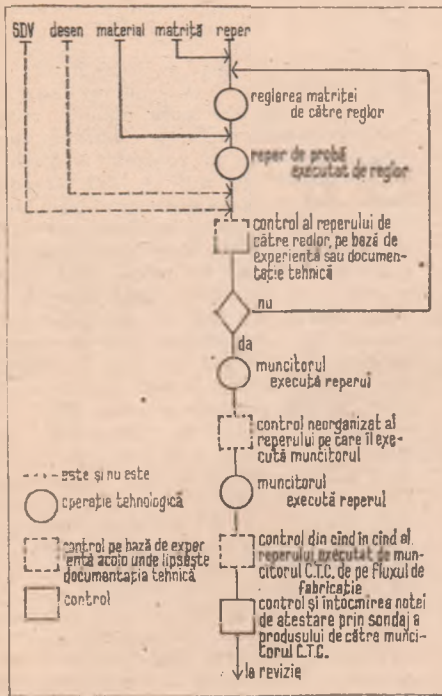 SDV desen material matriță reper
reglarea matriței
de către reglor
reper de probă
executat de reglor
control al reperului de
către reglor, pe bază de
experiență sau documen-
tație tehnică
nu
da
muncitorul
execută reperul
control neorganizat al
reperului pe care îl exe-
cută muncitorul
muncitorul
execută reperul
control din cînd în cînd al
reperului executat de mun-
citorul C.T.C. de pe fluxul de
fabricație
control și întocmirea notei
de atestare prin sondaj a
produsului de către munci-
torul C.T.C.
la revizie
este și nu este
operație tehnologică
control pe bază de exper
ență acolo unde lipsește
documentația tehnică
control